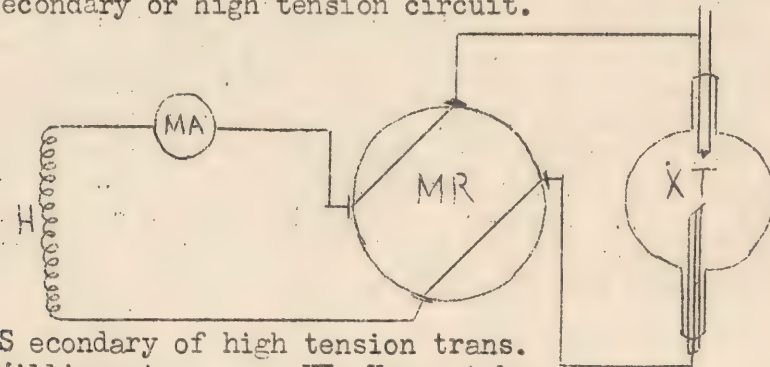 econdary or high tension circuit.
MA
MR
XT
H
S econdary of high tension trans.